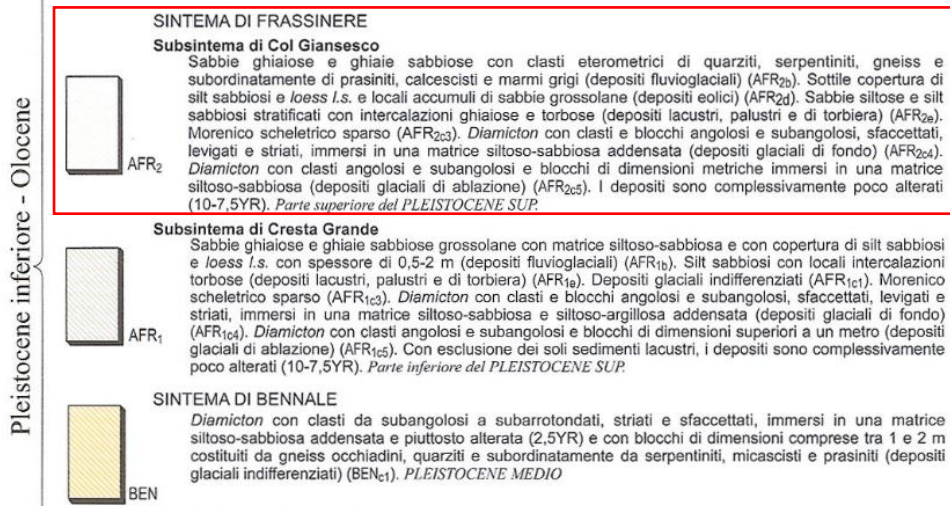 Pleistocene inferiore - Olocene
SINTEMA DI FRASSINERE
Subsintema di Col Giansesco
Sabbie ghiaiose e ghiaie sabbiose con clasti eterometrici di quarziti, serpentiniti, gneiss e
subordinatamente di prasiniti, calcescisti e marmi grigi (depositi fluvioglaciali) (AFR2b). Sottile copertura di
silt sabbiosi e loess l.s. e locali accumuli di sabbie grossolane (depositi eolici) (AFR2d). Sabbie siltose e silt
sabbiosi stratificati con intercalazioni ghiaiose e torbose (depositi lacustri, palustri e di torbiera) (AFR2e).
Morenico scheletrico sparso (AFR2c3). Diamicton con clasti e blocchi angolosi e subangolosi, sfaccettati,
levigati e striati, immersi in una matrice siltoso-sabbiosa addensata (depositi glaciali di fondo) (AFR2c4).
Diamicton con clasti angolosi e subangolosi e blocchi di dimensioni metriche immersi in una matrice
siltoso-sabbiosa (depositi glaciali di ablazione) (AFR2c5). I depositi sono complessivamente poco alterati
(10-7,5YR). Parte superiore del PLEISTOCENE SUP.
AFR2
Subsintema di Cresta Grande
Sabbie ghiaiose e ghiaie sabbiose grossolane con matrice siltoso-sabbiosa e con copertura di silt sabbiosi
e loess l.s. con spessore di 0,5-2 m (depositi fluvioglaciali) (AFR1b). Silt sabbiosi con locali intercalazioni
torbose (depositi lacustri, palustri e di torbiera) (AFR1e). Depositi glaciali indifferenziati (AFR1c1). Morenico
scheletrico sparso (AFR1c3). Diamicton con clasti e blocchi angolosi e subangolosi, sfaccettati, levigati e
striati, immersi in una matrice siltoso-sabbiosa e siltoso-argillosa addensata (depositi glaciali di fondo)
(AFR1c4). Diamicton con clasti angolosi e subangolosi e blocchi di dimensioni superiori a un metro (depositi
glaciali di ablazione) (AFR1c5). Con esclusione dei soli sedimenti lacustri, i depositi sono complessivamente
poco alterati (10-7,5YR). Parte inferiore del PLEISTOCENE SUP.
AFR1
SINTEMA DI BENNALE
Diamicton con clasti da subangolosi a subarrotondati, striati e sfaccettati, immersi in una matrice
siltoso-sabbiosa addensata e piuttosto alterata (2,5YR) e con blocchi di dimensioni comprese tra 1 e 2 m
costituiti da gneiss occhiadini, quarziti e subordinatamente da serpentiniti, micascisti e prasiniti (depositi
glaciali indifferenziati) (BENc1). PLEISTOCENE MEDIO
BEN